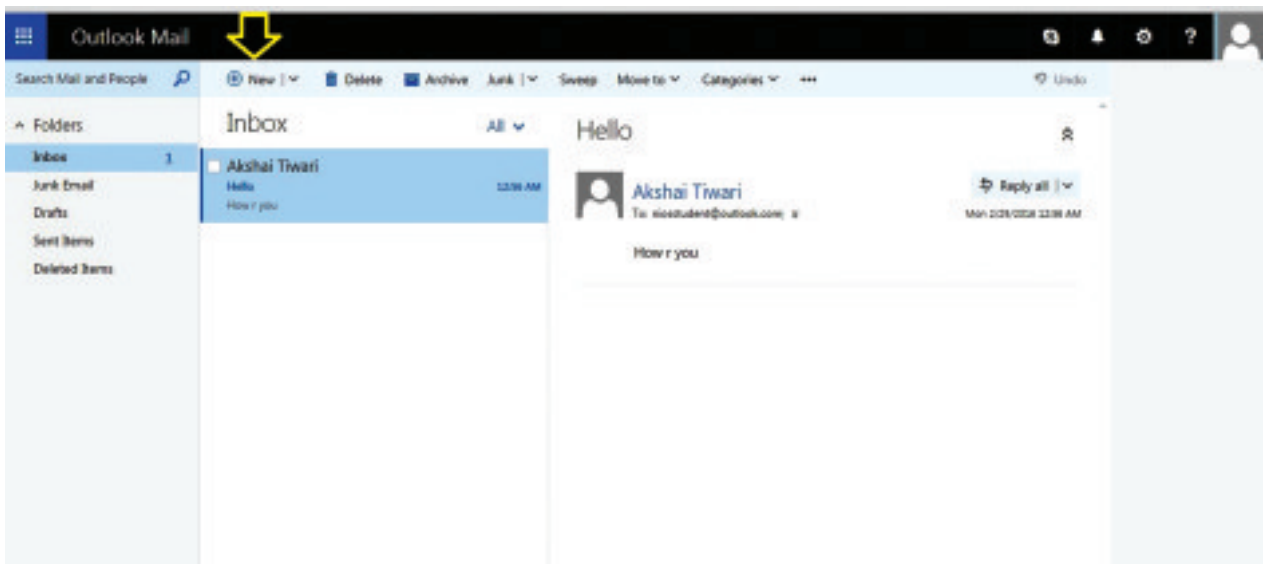 Outlook Mail
?
Search Mail and People
New
Delete
Archive
Junk
Sweep
Move to
Categories
•••
Undo
Folders
Inbox 1
Junk Email
Drafts
Sent Items
Deleted Items
Inbox
All
Akshai Tiwari
Hello
How r you
Hello
Akshai Tiwari
Reply all
To:
How r you